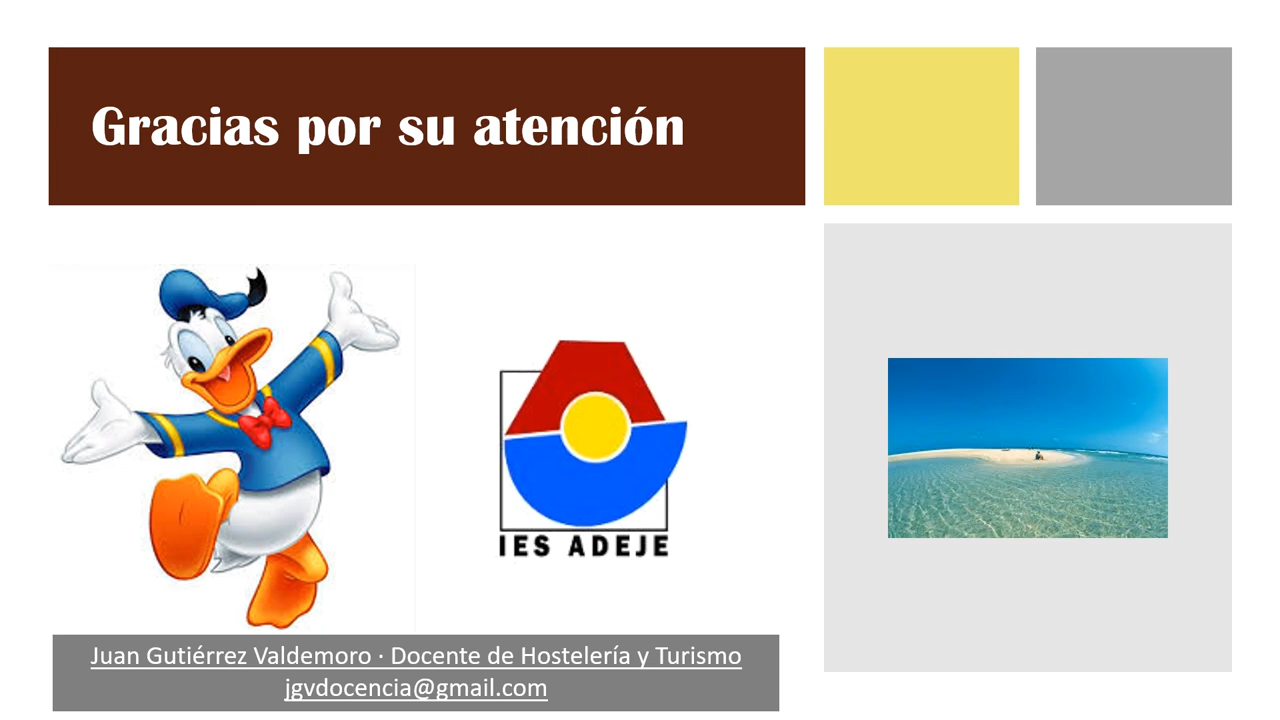 Gracias por su atención
IES ADEJE
Juan Gutiérrez Valdemoro · Docente de Hostelería y Turismo
jgvdocencia@gmail.com